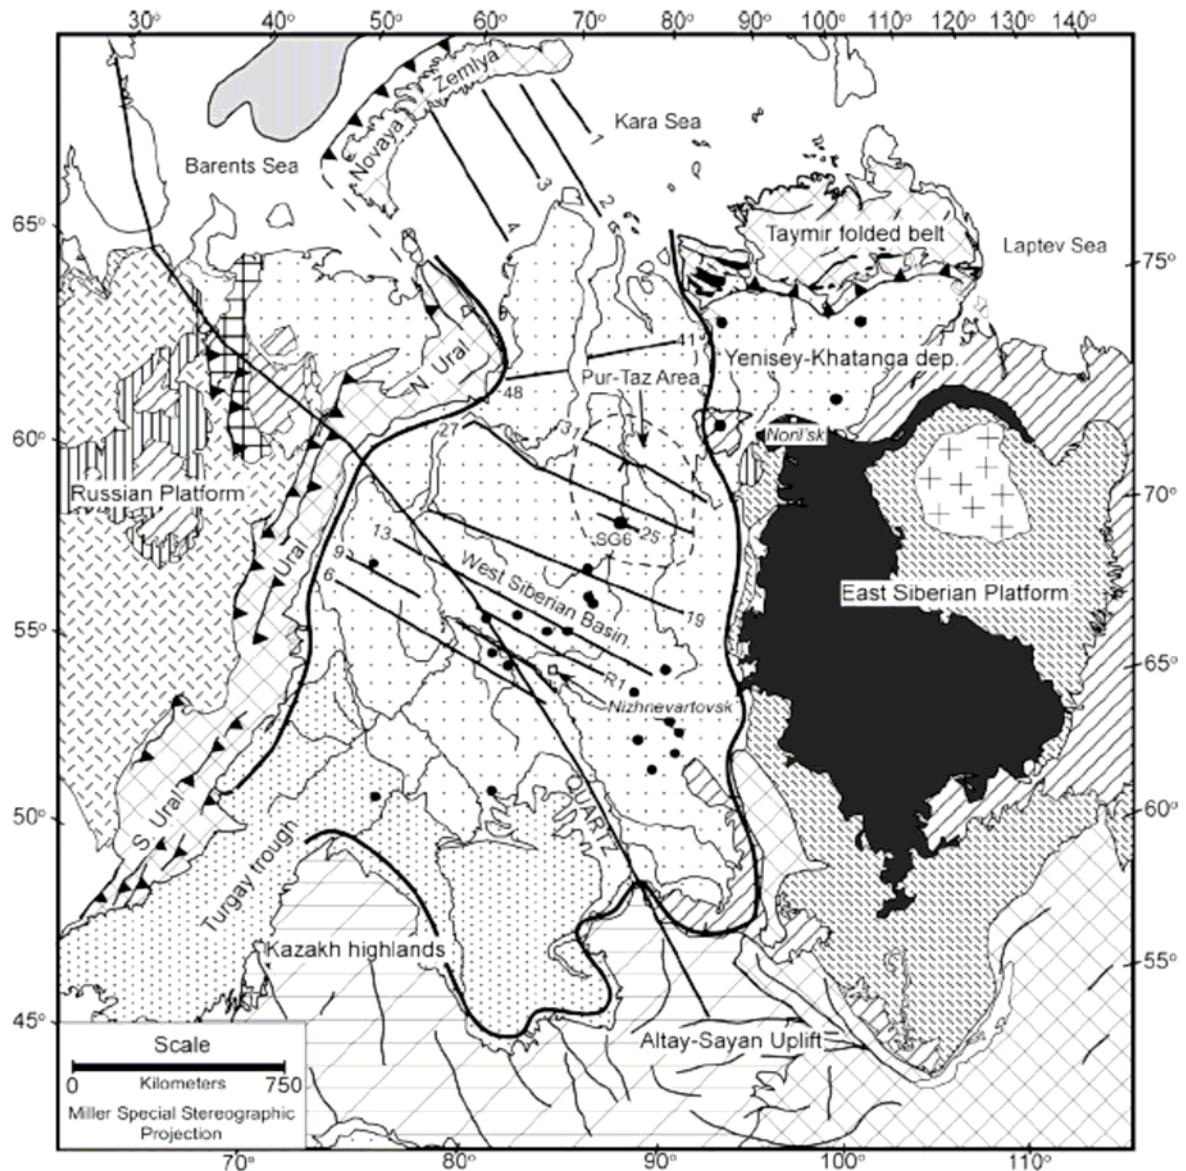 30° 40° 50° 60° 70° 80° 90° 100° 110° 120° 130° 140°
Novaya Zemlya
Kara Sea
1
Barents Sea
3
2
4
65°
Taymir folded belt
Laptev Sea
75°
N. Ural
41
Yenisey-Khatanga dep.
Pur-Taz Area
48
60°
27
31
Noril'sk
Russian Platform
70°
SG6
25
13
Ural
9
6
West Siberian Basin
East Siberian Platform
19
55°
65°
R1
Nizhnevartovsk
QUARTZ
50°
60°
S. Ural
Turgay trough
Kazakh highlands
55°
45°
Altay-Sayan Uplift
Scale
0 Kilometers 750
Miller Special Stereographic
Projection
70° 80° 90° 100° 110°